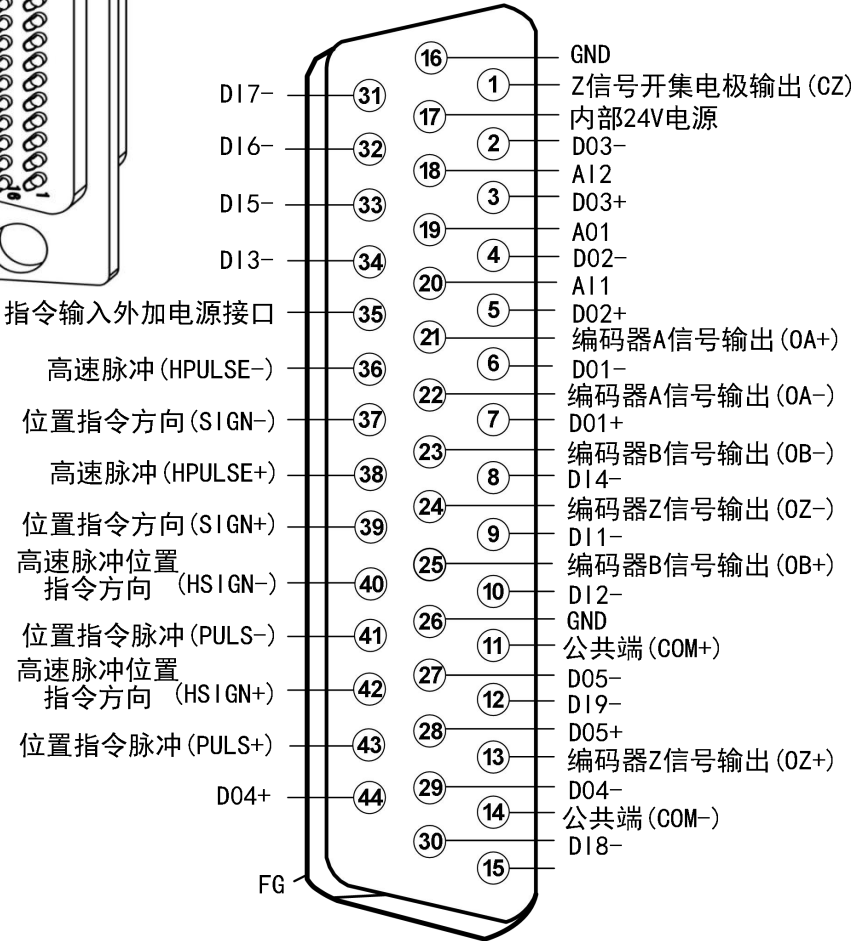 16
1
DI7-
DI6-
DI5-
DI3-
指令输入外加电源接口
高速脉冲(HPULSE-)
位置指令方向(SIGN-)
高速脉冲(HPULSE+)
位置指令方向(SIGN+)
高速脉冲位置
指令方向 (HSIGN-)
位置指令脉冲(PULS-)
高速脉冲位置
指令方向 (HSIGN+)
位置指令脉冲(PULS+)
DO4+
FG
31
32
33
34
35
36
37
38
39
40
41
42
43
44
16
17
18
19
20
21
22
23
24
25
26
27
28
29
30
1
2
3
4
5
6
7
8
9
10
11
12
13
14
15
GND
Z信号开集电极输出(CZ)
内部24V电源
DO3-
AI2
DO3+
AO1
DO2-
AI1
DO2+
编码器A信号输出(OA+)
DO1-
编码器A信号输出(OA-)
DO1+
编码器B信号输出(OB-)
DI4-
编码器Z信号输出(OZ-)
DI1-
编码器B信号输出(OB+)
DI2-
GND
公共端(COM+)
DO5-
DI9-
DO5+
编码器Z信号输出(OZ+)
DO4-
公共端(COM-)
DI8-